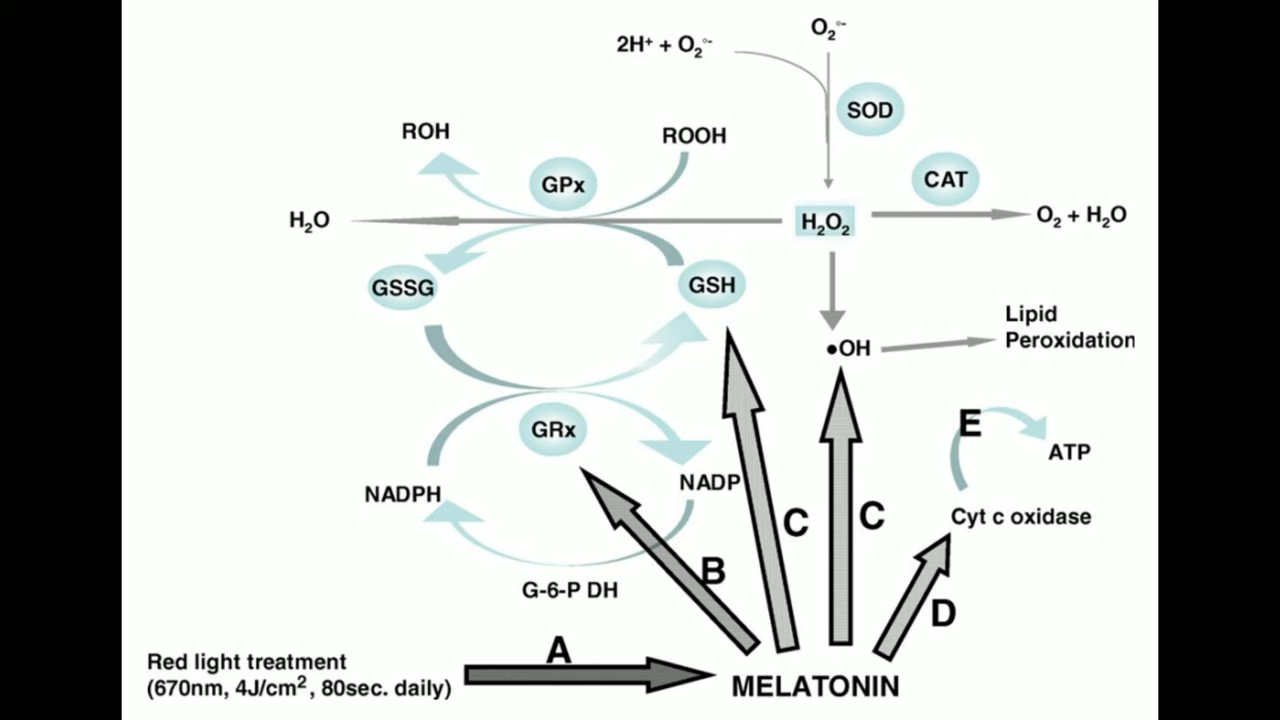 O₂°⁻
2H⁺ + O₂°⁻
SOD
ROH
ROOH
GPx
CAT
H₂O
H₂O₂
O₂ + H₂O
GSSG
GSH
Lipid
Peroxidation
•OH
GRx
E
ATP
NADPH
NADP
C
C
Cyt c oxidase
B
G-6-P DH
D
A
Red light treatment
(670nm, 4J/cm², 80sec. daily)
MELATONIN